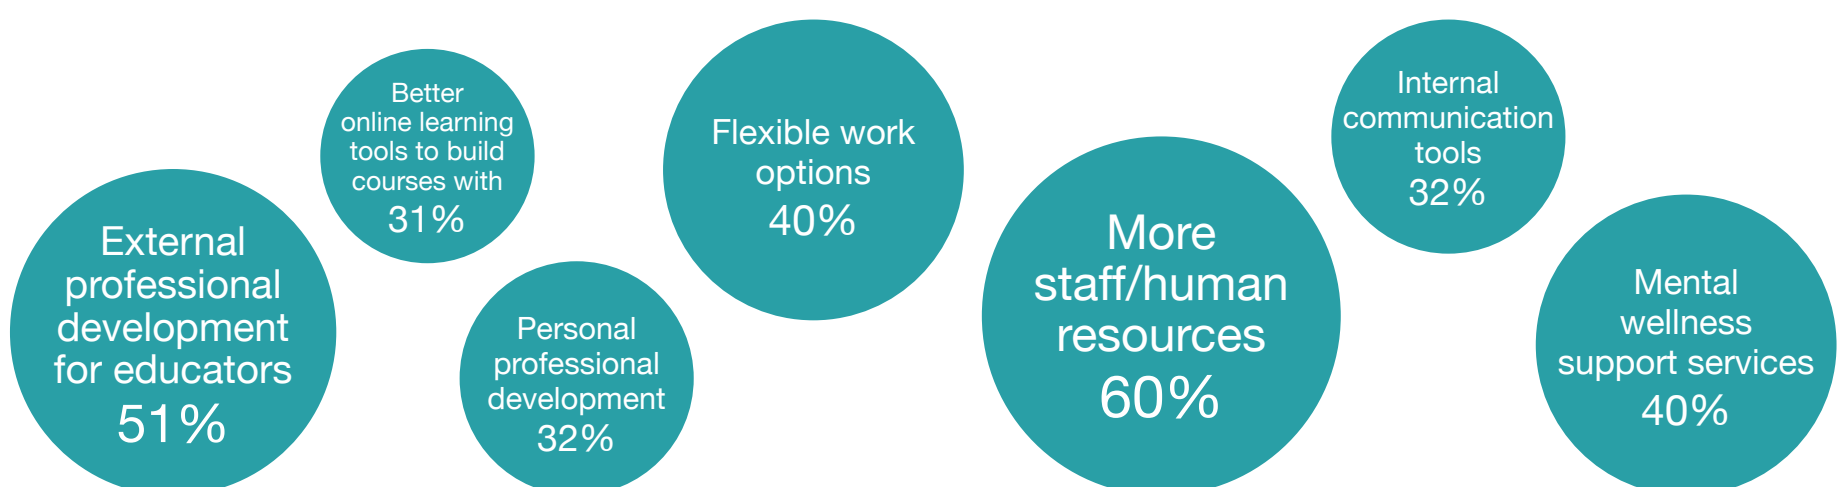 External
professional
development
for educators
51%
Better
online learning
tools to build
courses with
31%
Personal
professional
development
32%
Flexible work
options
40%
More
staff/human
resources
60%
Internal
communication
tools
32%
Mental
wellness
support services
40%